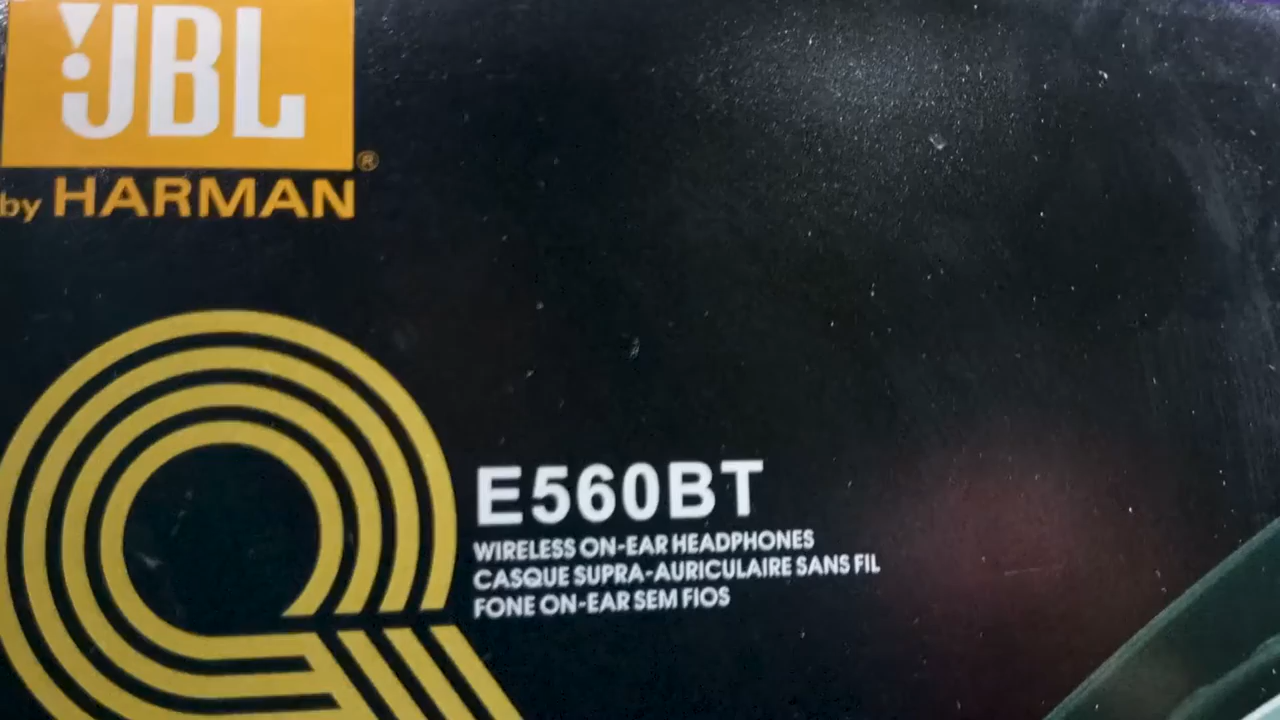 JBL
®
by HARMAN
E560BT
WIRELESS ON-EAR HEADPHONES
CASQUE SUPRA-AURICULAIRE SANS FIL
FONE ON-EAR SEM FIOS